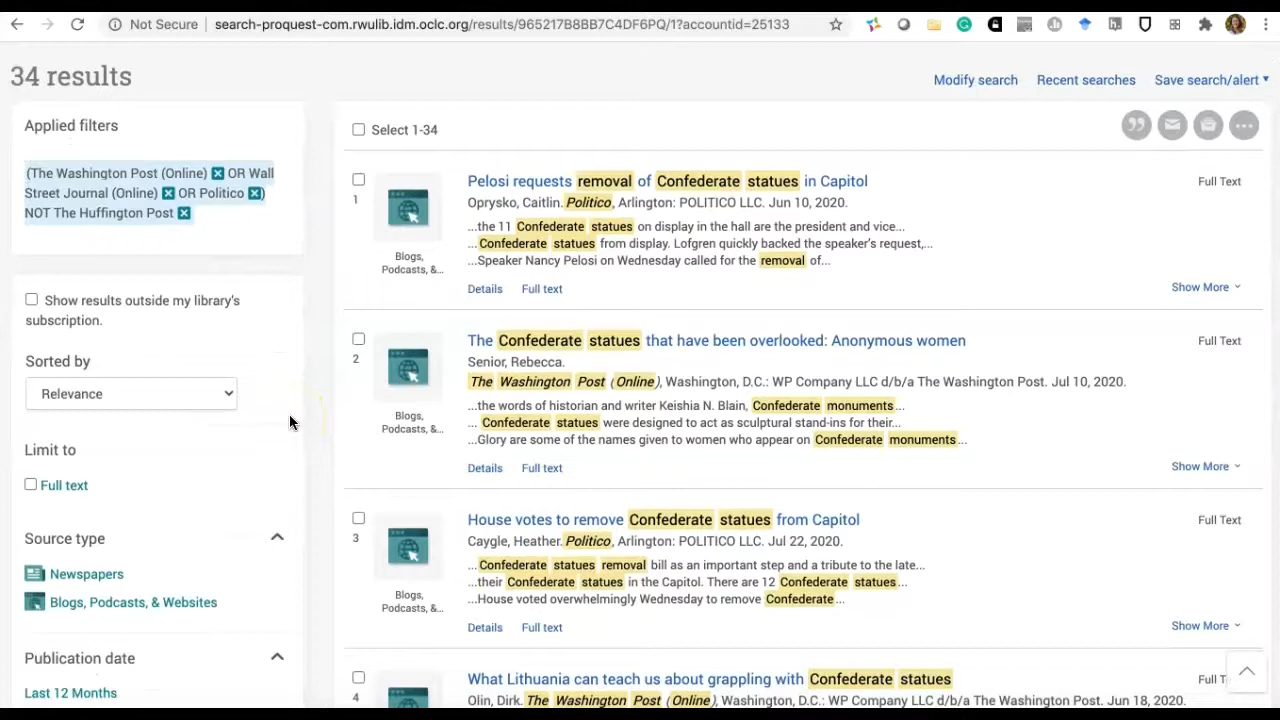 Not Secure search-proquest-com.rwulib.idm.oclc.org/results/965217B8BB7C4DF6PQ/1?accountid=25133
34 results
Modify search Recent searches Save search/alert
Applied filters
(The Washington Post (Online) OR Wall
Street Journal (Online) OR Politico )
NOT The Huffington Post
Show results outside my library's
subscription.
Sorted by
Relevance
Limit to
Full text
Source type
Newspapers
Blogs, Podcasts, & Websites
Publication date
Last 12 Months
Select 1-34
1
Pelosi requests removal of Confederate statues in Capitol
Full Text
Oprysko, Caitlin. Politico, Arlington: POLITICO LLC. Jun 10, 2020.
...the 11 Confederate statues on display in the hall are the president and vice...
...Confederate statues from display. Lofgren quickly backed the speaker's request,...
...Speaker Nancy Pelosi on Wednesday called for the removal of...
Blogs,
Podcasts, &...
Details Full text
Show More
2
The Confederate statues that have been overlooked: Anonymous women
Full Text
Senior, Rebecca.
The Washington Post (Online), Washington, D.C.: WP Company LLC d/b/a The Washington Post. Jul 10, 2020.
...the words of historian and writer Keishia N. Blain, Confederate monuments...
... Confederate statues were designed to act as sculptural stand-ins for their...
...Glory are some of the names given to women who appear on Confederate monuments...
Blogs,
Podcasts, &...
Details Full text
Show More
3
House votes to remove Confederate statues from Capitol
Full Text
Caygle, Heather. Politico, Arlington: POLITICO LLC. Jul 22, 2020.
...Confederate statues removal bill as an important step and a tribute to the late...
...their Confederate statues in the Capitol. There are 12 Confederate statues...
...House voted overwhelmingly Wednesday to remove Confederate...
Blogs,
Podcasts, &...
Details Full text
Show More
4
What Lithuania can teach us about grappling with Confederate statues
Full T
Olin, Dirk. The Washington Post (Online), Washington, D.C.: WP Company LLC d/b/a The Washington Post. Jun 18, 2020.